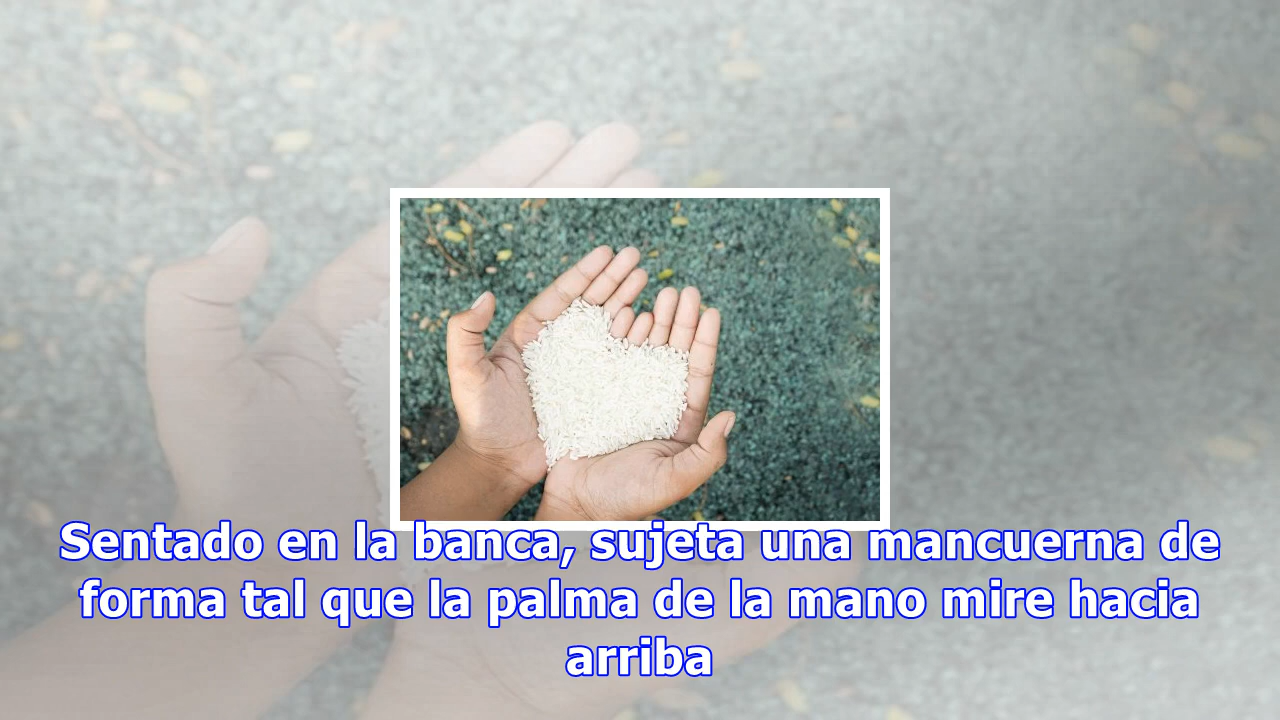 Sentado en la banca, sujeta una mancuerna de
forma tal que la palma de la mano mire hacia
arriba